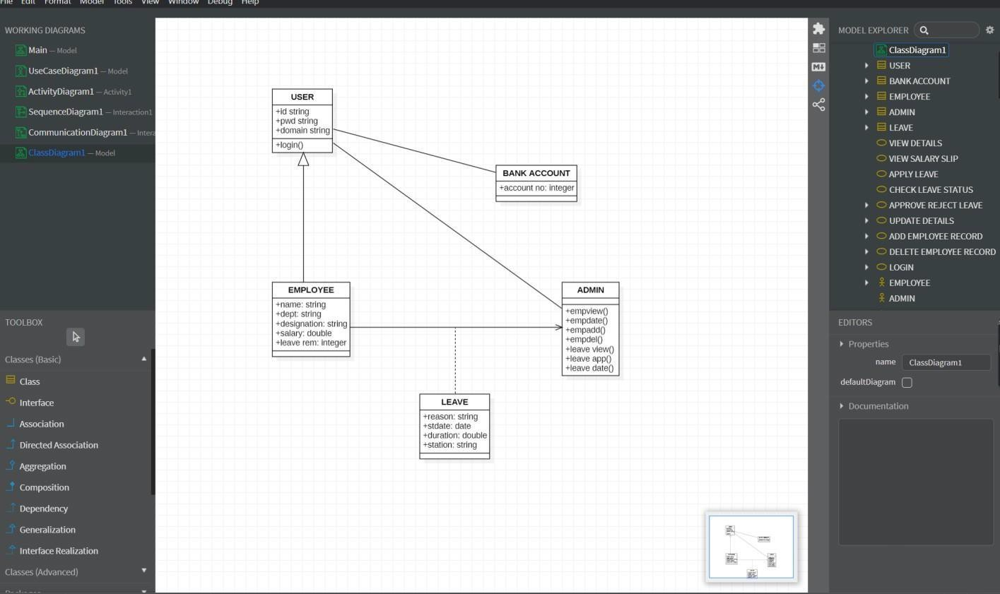 File Edit Format Model Tools View Window Debug Help
WORKING DIAGRAMS
Main — Model
UseCaseDiagram1 — Model
ActivityDiagram1 — Activity1
SequenceDiagram1 — Interaction1
CommunicationDiagram1 — Intera
ClassDiagram1 — Model
TOOLBOX
Classes (Basic)
Class
Interface
Association
Directed Association
Aggregation
Composition
Dependency
Generalization
Interface Realization
Classes (Advanced)
USER
+id string
+pwd string
+domain string
+login()
BANK ACCOUNT
+account no: integer
EMPLOYEE
+name: string
+dept: string
+designation: string
+salary: double
+leave rem: integer
ADMIN
+empview()
+empdate()
+empadd()
+empdel()
+leave view()
+leave app()
+leave date()
LEAVE
+reason: string
+stdate: date
+duration: double
+station: string
M
MODEL EXPLORER
ClassDiagram1
USER
BANK ACCOUNT
EMPLOYEE
ADMIN
LEAVE
VIEW DETAILS
VIEW SALARY SLIP
APPLY LEAVE
CHECK LEAVE STATUS
APPROVE REJECT LEAVE
UPDATE DETAILS
ADD EMPLOYEE RECORD
DELETE EMPLOYEE RECORD
LOGIN
EMPLOYEE
ADMIN
EDITORS
Properties
name ClassDiagram1
defaultDiagram
Documentation